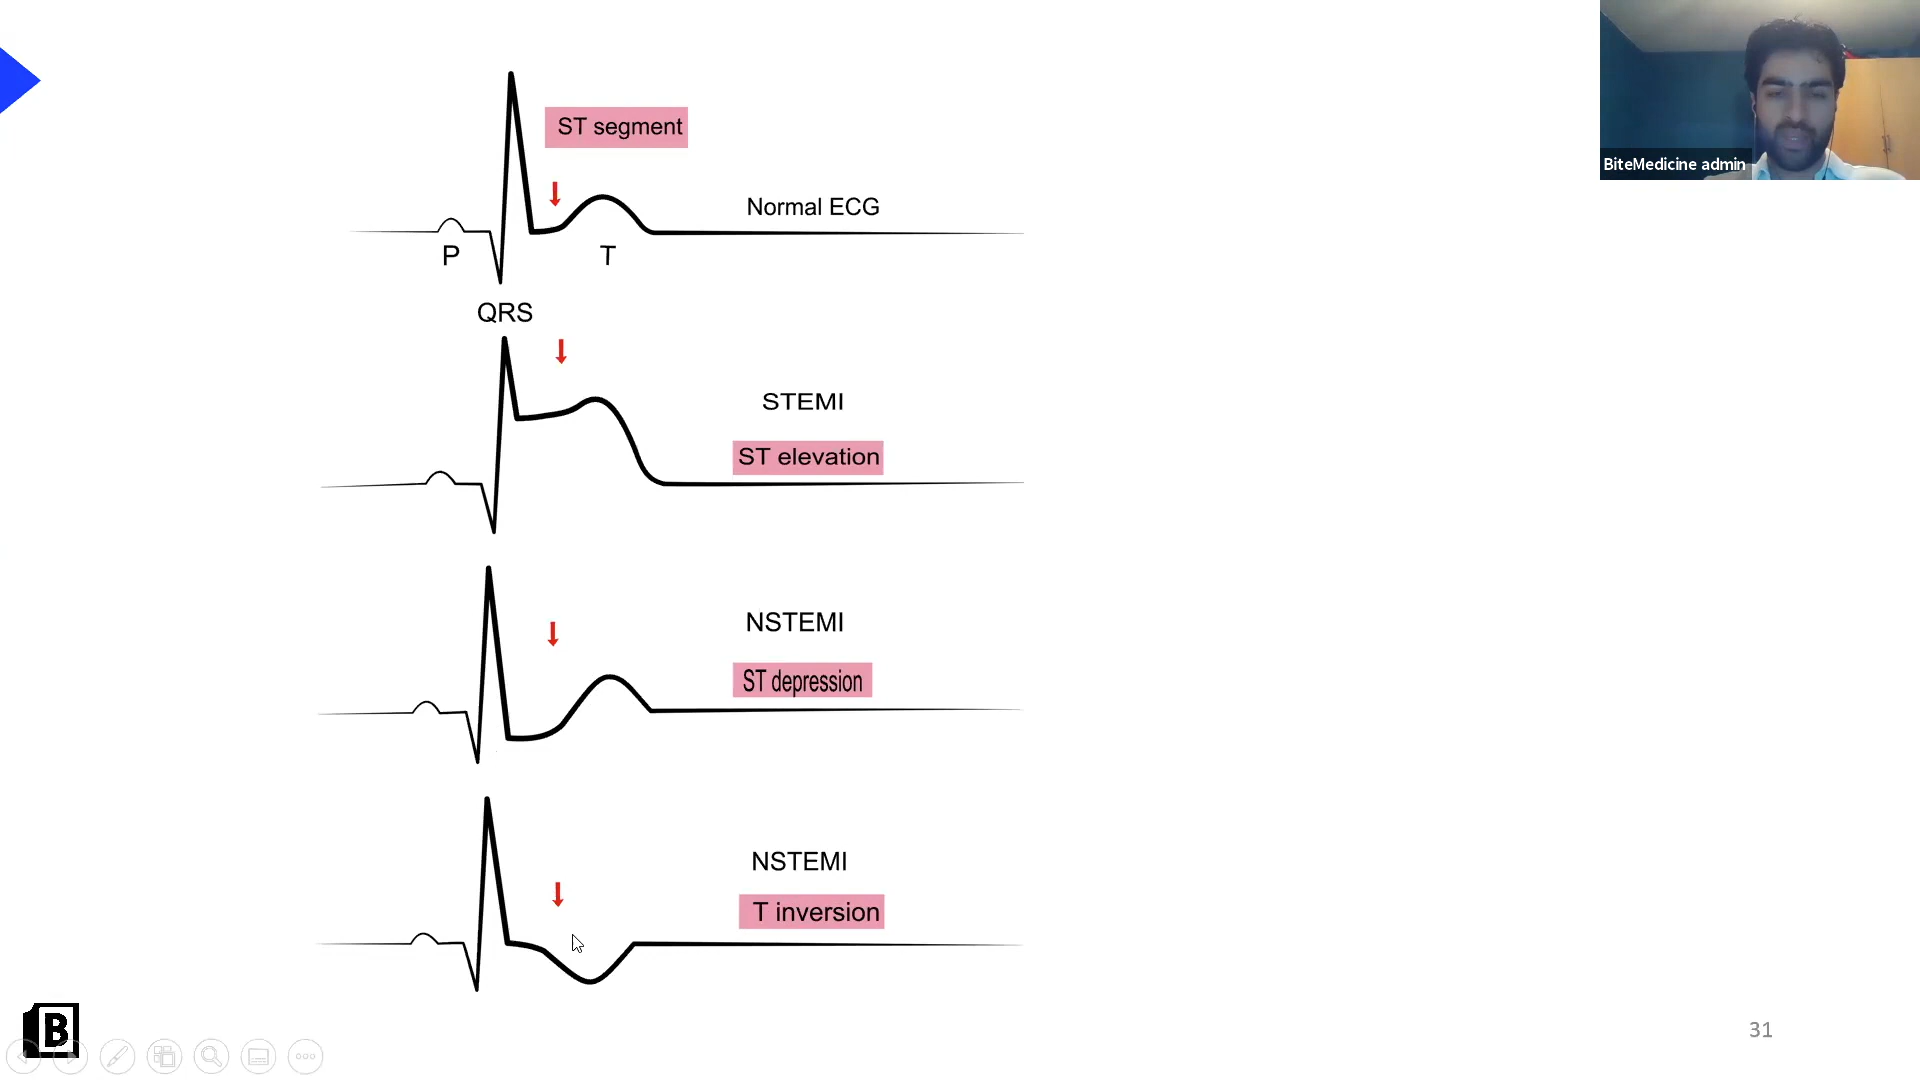 ST segment
Normal ECG
P
T
QRS
STEMI
ST elevation
NSTEMI
ST depression
NSTEMI
T inversion
BiteMedicine admin
B
31